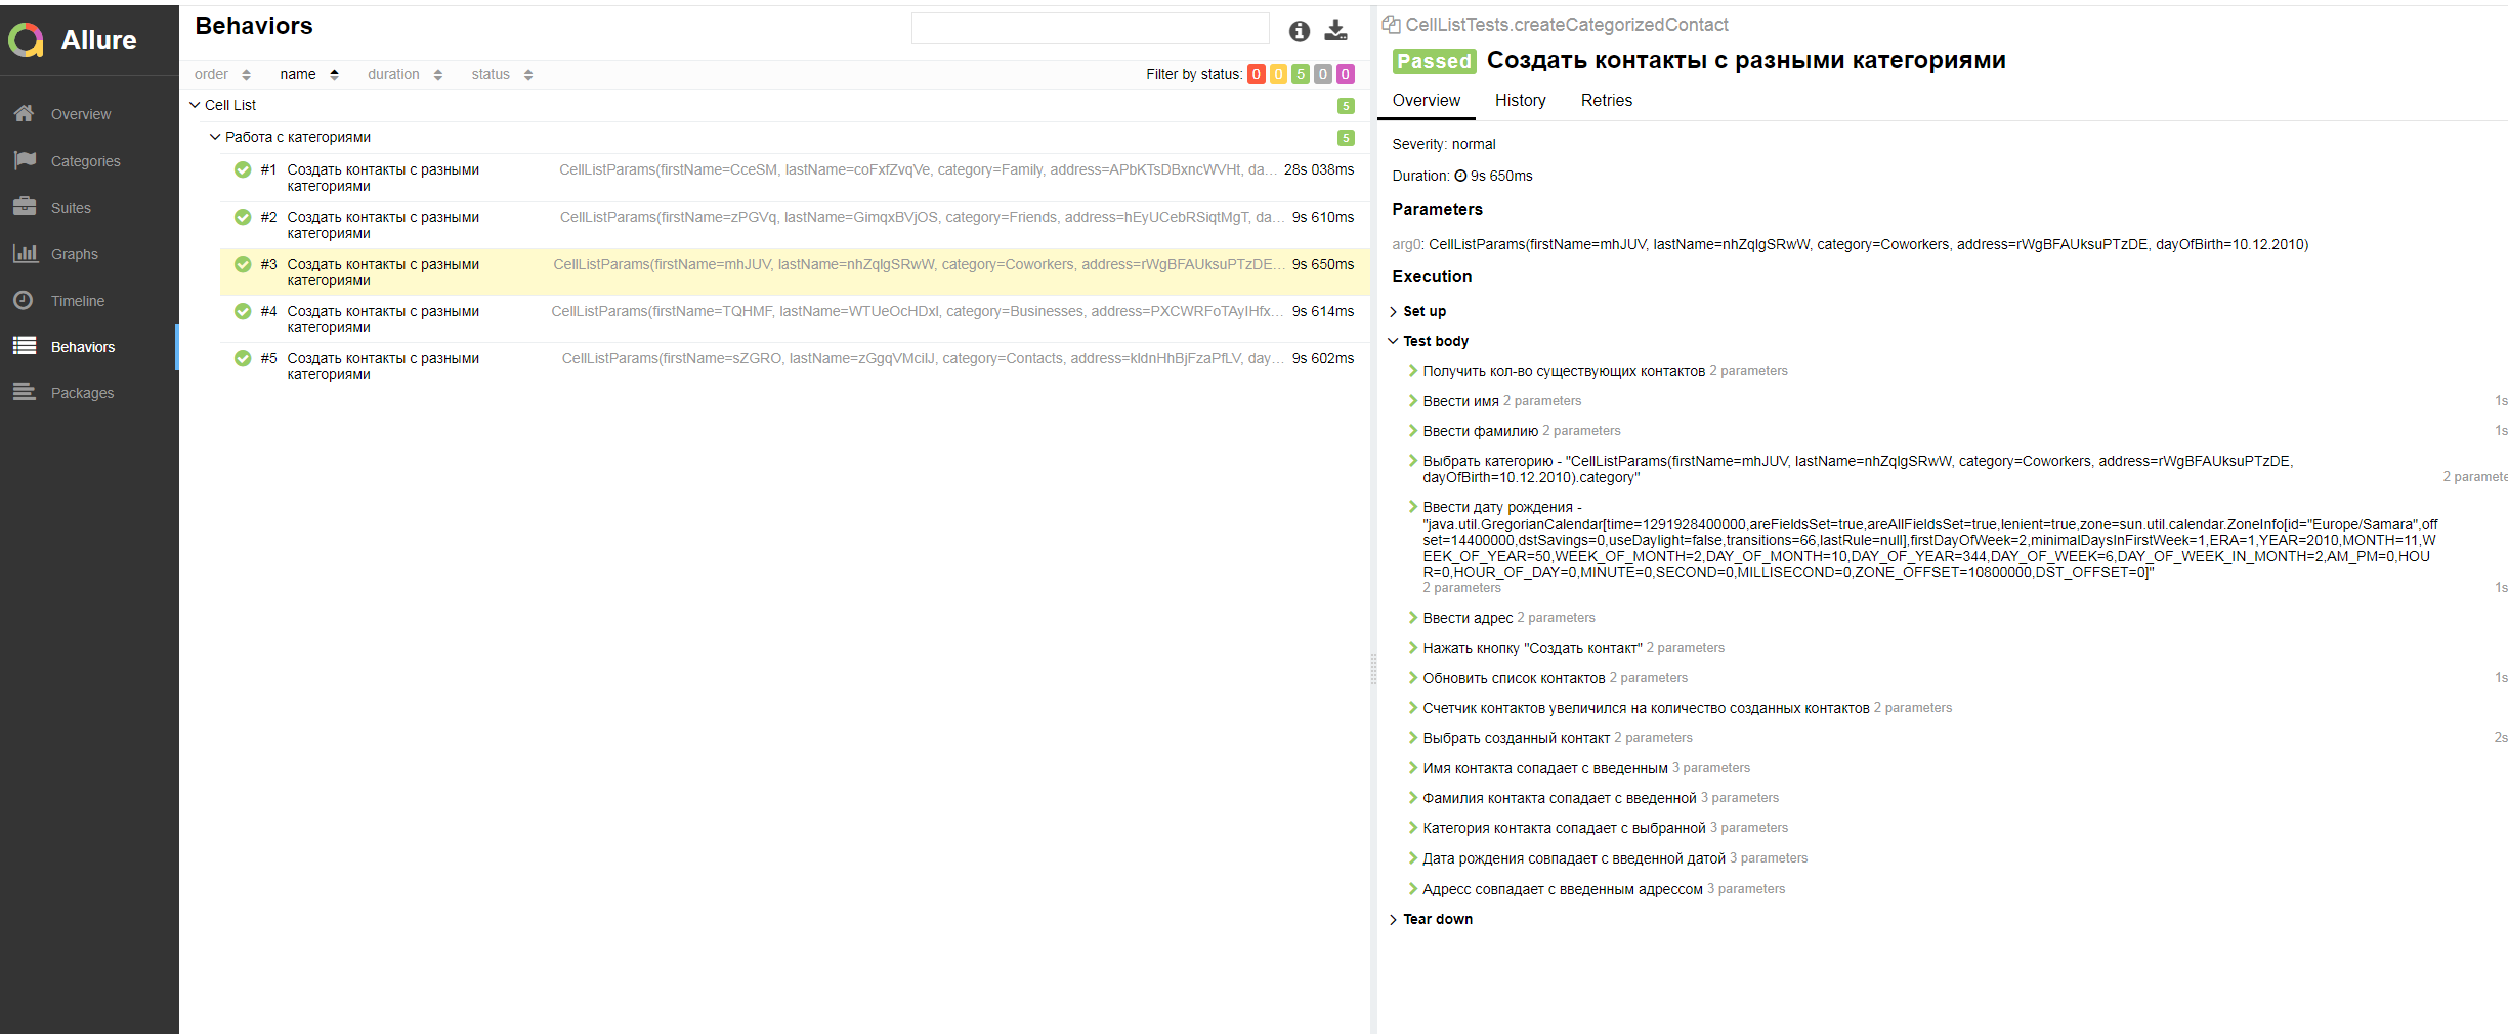 Allure
Overview
Categories
Suites
Graphs
Timeline
Behaviors
Packages
Behaviors
order name duration status Filter by status: 0 0 5 0 0
Cell List 5
Работа с категориями 5
#1 Создать контакты с разными CellListParams(firstName=CceSM, lastName=coFxfZvqVe, category=Family, address=APbKTsDBxncWVHt, da... 28s 038ms
категориями
#2 Создать контакты с разными CellListParams(firstName=zPGVq, lastName=GimqxBVjOS, category=Friends, address=hEyUCebRSiqtMgT, da... 9s 610ms
категориями
#3 Создать контакты с разными CellListParams(firstName=mhJUV, lastName=nhZqlgSRwW, category=Coworkers, address=rWgBFAUksuPTzDE... 9s 650ms
категориями
#4 Создать контакты с разными CellListParams(firstName=TQHMF, lastName=WTUeOcHDxI, category=Businesses, address=PXCWRFoTAyIHfx... 9s 614ms
категориями
#5 Создать контакты с разными CellListParams(firstName=sZGRO, lastName=zGgqVMciIJ, category=Contacts, address=kldnHhBjFzaPfLV, day... 9s 602ms
категориями
CellListTests.createCategorizedContact
Passed Создать контакты с разными категориями
Overview History Retries
Severity: normal
Duration: 9s 650ms
Parameters
arg0: CellListParams(firstName=mhJUV, lastName=nhZqlgSRwW, category=Coworkers, address=rWgBFAUksuPTzDE, dayOfBirth=10.12.2010)
Execution
Set up
Test body
Получить кол-во существующих контактов 2 parameters
Ввести имя 2 parameters 1s
Ввести фамилию 2 parameters 1s
Выбрать категорию - "CellListParams(firstName=mhJUV, lastName=nhZqlgSRwW, category=Coworkers, address=rWgBFAUksuPTzDE,
dayOfBirth=10.12.2010).category" 2 paramete
Ввести дату рождения -
"java.util.GregorianCalendar[time=1291928400000,areFieldsSet=true,areAllFieldsSet=true,lenient=true,zone=sun.util.calendar.ZoneInfo[id="Europe/Samara",off
set=14400000,dstSavings=0,useDaylight=false,transitions=66,lastRule=null],firstDayOfWeek=2,minimalDaysInFirstWeek=1,ERA=1,YEAR=2010,MONTH=11,W
EEK_OF_YEAR=50,WEEK_OF_MONTH=2,DAY_OF_MONTH=10,DAY_OF_YEAR=344,DAY_OF_WEEK=6,DAY_OF_WEEK_IN_MONTH=2,AM_PM=0,HOU
R=0,HOUR_OF_DAY=0,MINUTE=0,SECOND=0,MILLISECOND=0,ZONE_OFFSET=10800000,DST_OFFSET=0]"
2 parameters 1s
Ввести адрес 2 parameters
Нажать кнопку "Создать контакт" 2 parameters
Обновить список контактов 2 parameters 1s
Счетчик контактов увеличился на количество созданных контактов 2 parameters
Выбрать созданный контакт 2 parameters 2s
Имя контакта сопадает с введенным 3 parameters
Фамилия контакта сопадает с введенной 3 parameters
Категория контакта сопадает с выбранной 3 parameters
Дата рождения совпадает с введенной датой 3 parameters
Адресс совпадает с введенным адрессом 3 parameters
Tear down